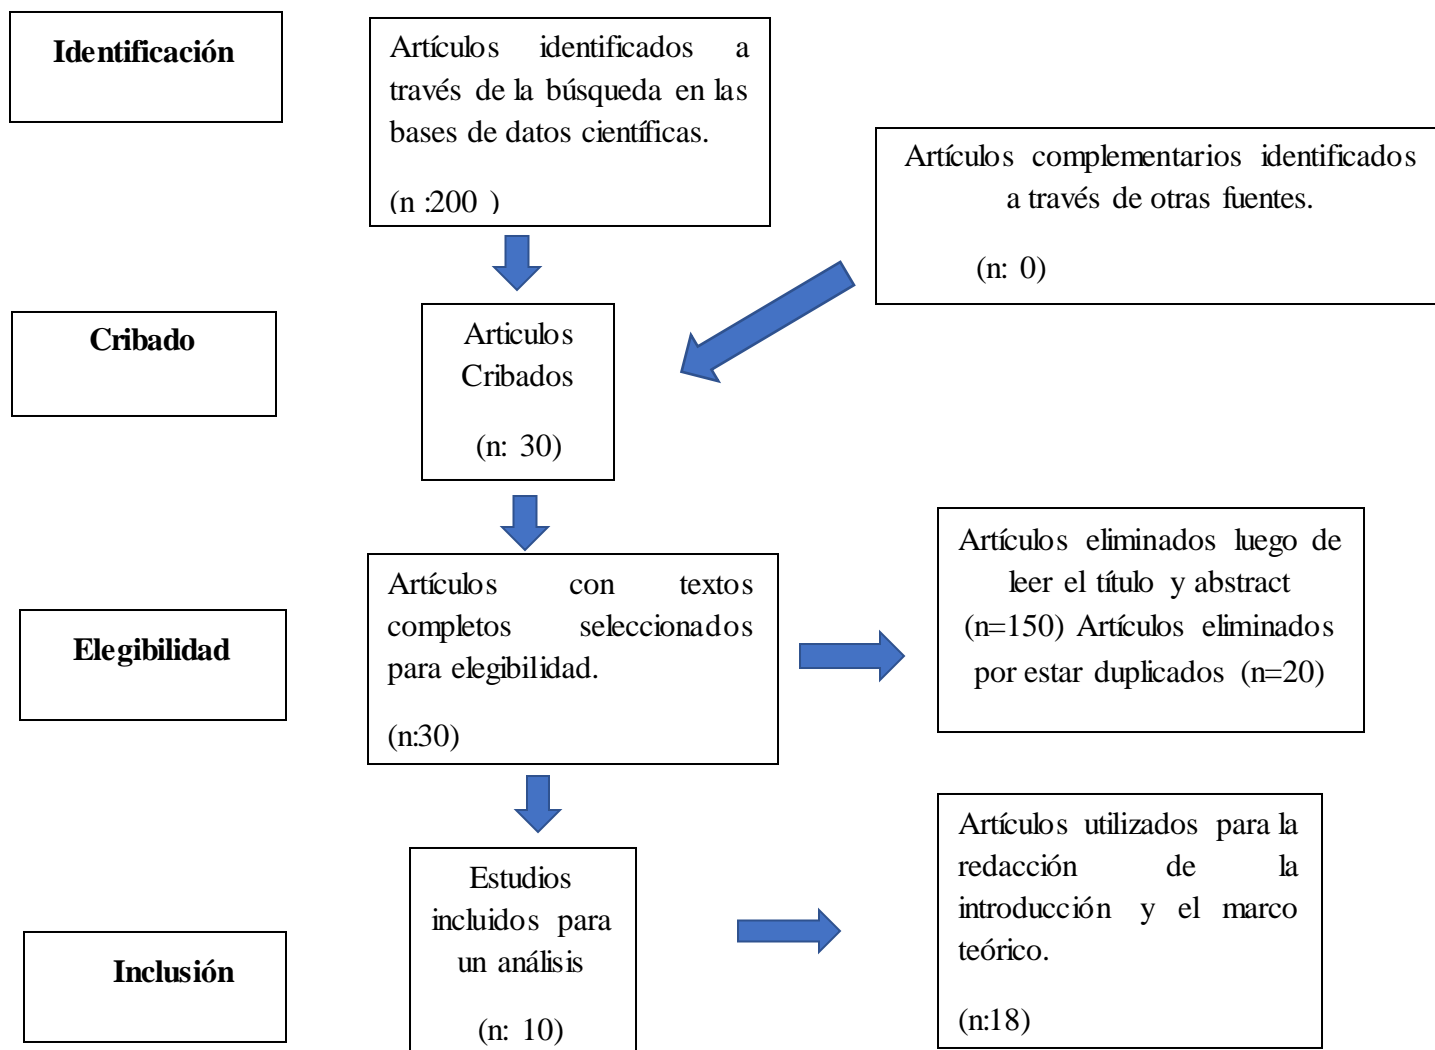 Identificación
Artículos identificados a
través de la búsqueda en las
bases de datos científicas.
(n :200 )
Artículos complementarios identificados
a través de otras fuentes.
(n: 0)
Cribado
Articulos
Cribados
(n: 30)
Elegibilidad
Artículos con textos
completos seleccionados
para elegibilidad.
(n:30)
Artículos eliminados luego de
leer el título y abstract
(n=150) Artículos eliminados
por estar duplicados (n=20)
Inclusión
Estudios
incluidos para
un análisis
(n: 10)
Artículos utilizados para la
redacción de la
introducción y el marco
teórico.
(n:18)